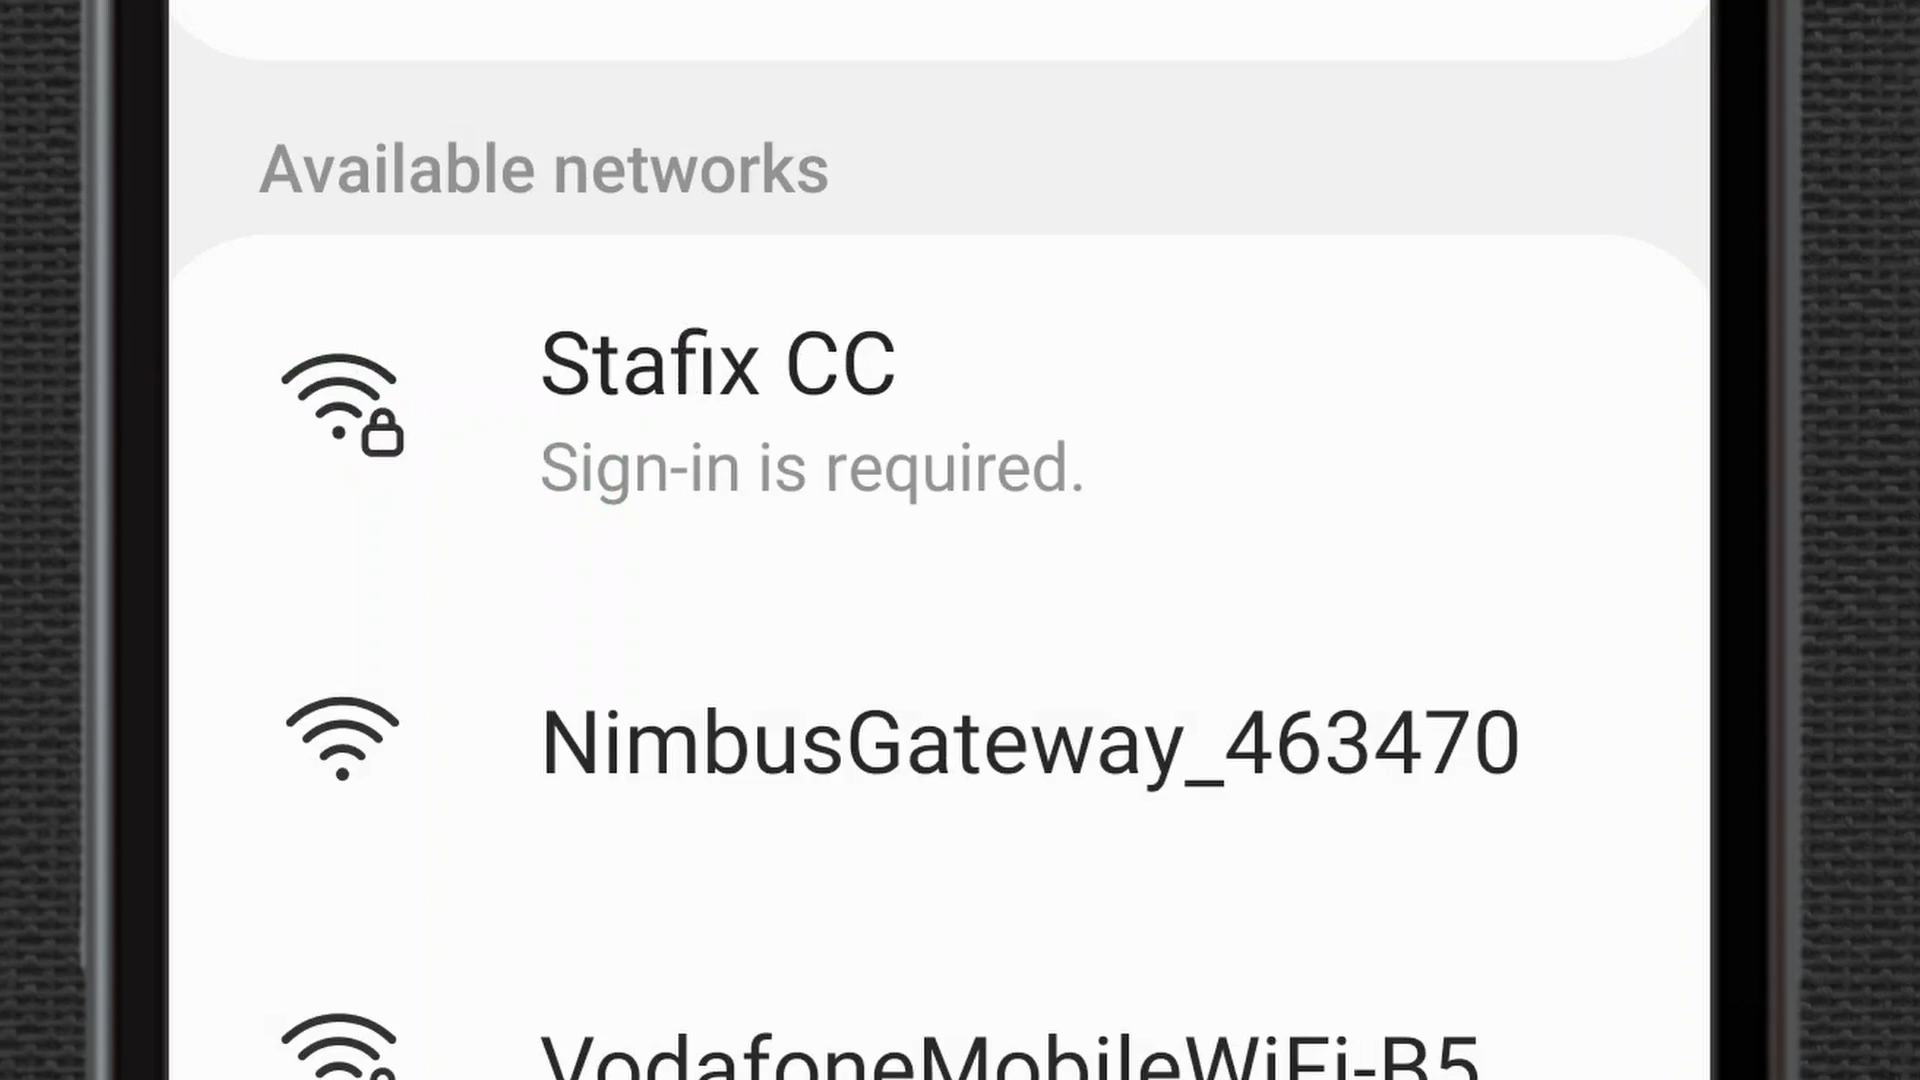 Available networks
Stafix CC
Sign-in is required.
NimbusGateway_463470
VodafoneMobileWiFi-B5